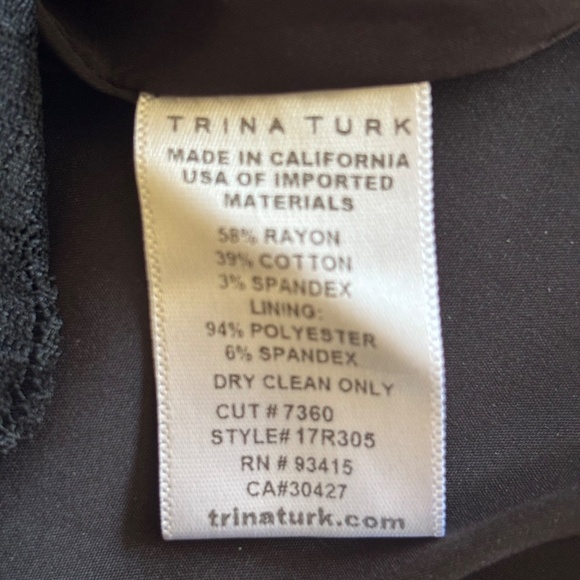 TRINA TURK
MADE IN CALIFORNIA
USA OF IMPORTED
MATERIALS
58% RAYON
39% COTTON
3% SPANDEX
LINING:
94% POLYESTER
6% SPANDEX
DRY CLEAN ONLY
CUT # 7360
STYLE# 17R305
RN # 93415
CA#30427
trinaturk.com